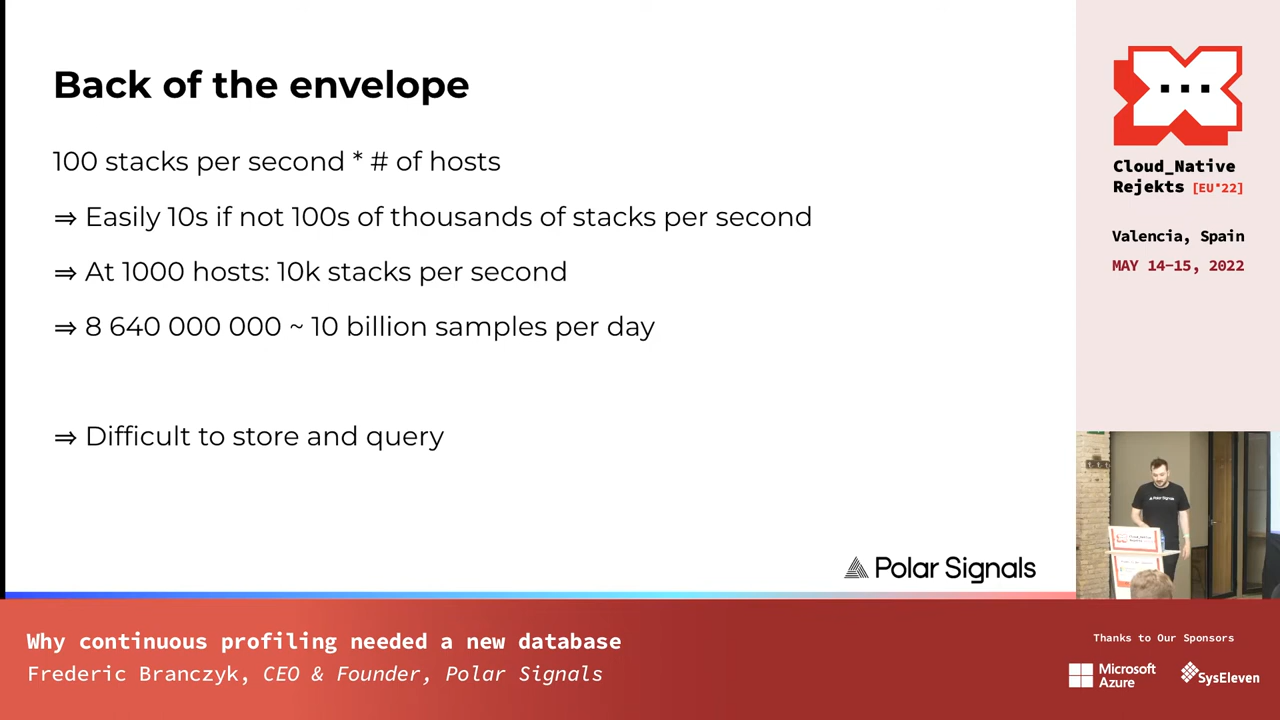 Back of the envelope
100 stacks per second * # of hosts
⇒ Easily 10s if not 100s of thousands of stacks per second
⇒ At 1000 hosts: 10k stacks per second
⇒ 8 640 000 000 ~ 10 billion samples per day
⇒ Difficult to store and query
Polar Signals
Cloud_Native
Rejekts [EU*22]
Valencia, Spain
MAY 14-15, 2022
Polar Signals
Why continuous profiling needed a new database
Frederic Branczyk, CEO & Founder, Polar Signals
Thanks to Our Sponsors
Microsoft
Azure
SysEleven